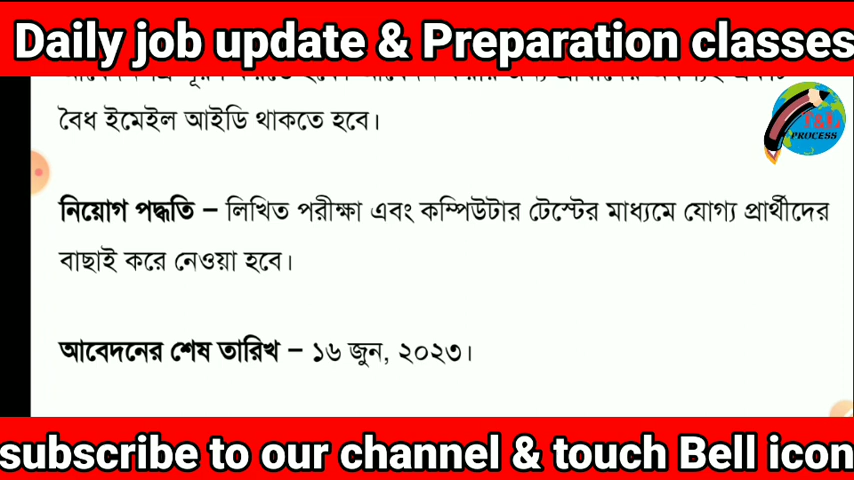 Daily job update & Preparation classes
বৈধ ইমেইল আইডি থাকতে হবে।
T&L
PROCESS
নিয়োগ পদ্ধতি – লিখিত পরীক্ষা এবং কম্পিউটার টেস্টের মাধ্যমে যোগ্য প্রার্থীদের
বাছাই করে নেওয়া হবে।
আবেদনের শেষ তারিখ – ১৬ জুন, ২০২৩।
subscribe to our channel & touch Bell icon